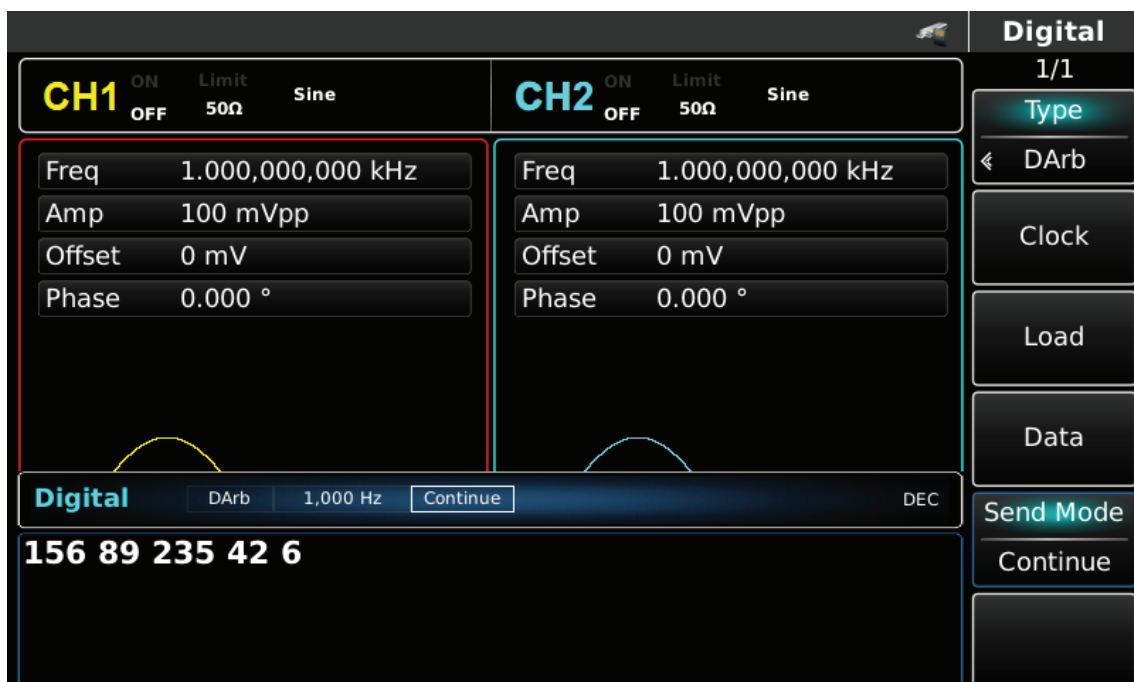 Digital
1/1
CH1 ON OFF Limit 50Ω Sine
CH2 ON OFF Limit 50Ω Sine
Type
DArb
Freq 1.000,000,000 kHz
Amp 100 mVpp
Offset 0 mV
Phase 0.000 °
Freq 1.000,000,000 kHz
Amp 100 mVpp
Offset 0 mV
Phase 0.000 °
Clock
Load
Data
Digital DArb 1,000 Hz Continue DEC
Send Mode
Continue
156 89 235 42 6